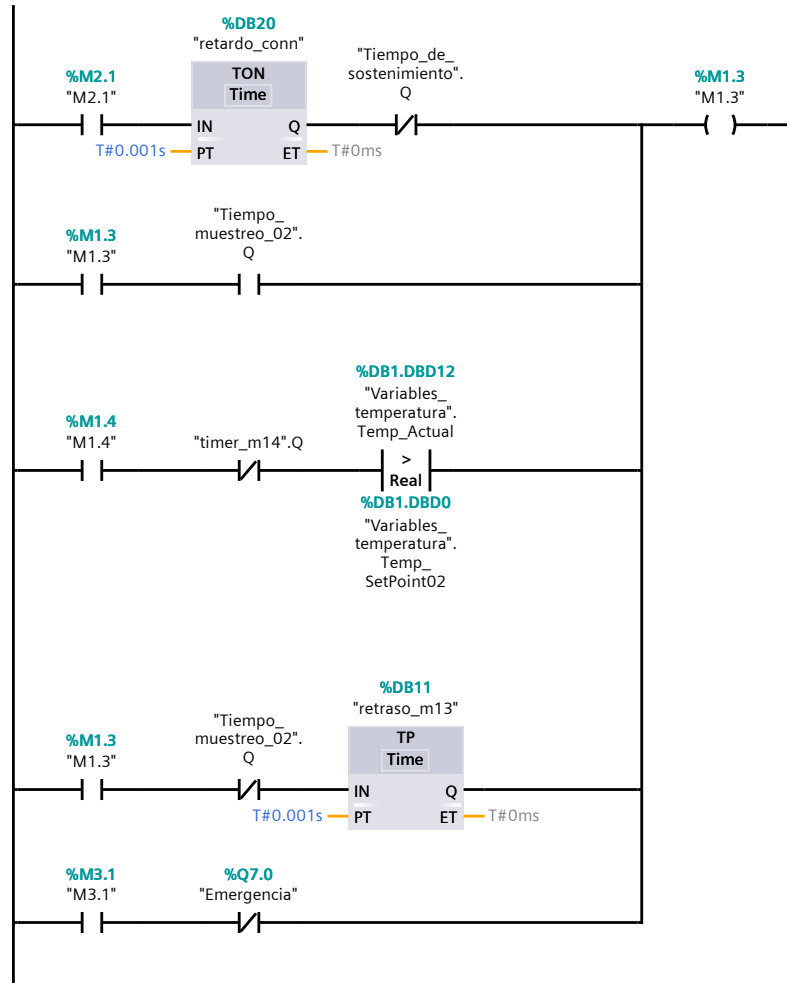 %DB20
"retardo_conn"
"Tiempo_de_
sostenimiento".
Q
%M2.1
"M2.1"
TON
Time
%M1.3
"M1.3"
IN
Q
T#0.001s
PT
ET
T#0ms
%M1.3
"M1.3"
"Tiempo_
muestreo_02".
Q
%DB1.DBD12
"Variables_
temperatura".
Temp_Actual
%M1.4
"M1.4"
"timer_m14".Q
>
Real
%DB1.DBD0
"Variables_
temperatura".
Temp_
SetPoint02
%DB11
"retraso_m13"
%M1.3
"M1.3"
"Tiempo_
muestreo_02".
Q
TP
Time
IN
Q
T#0.001s
PT
ET
T#0ms
%M3.1
"M3.1"
%Q7.0
"Emergencia"